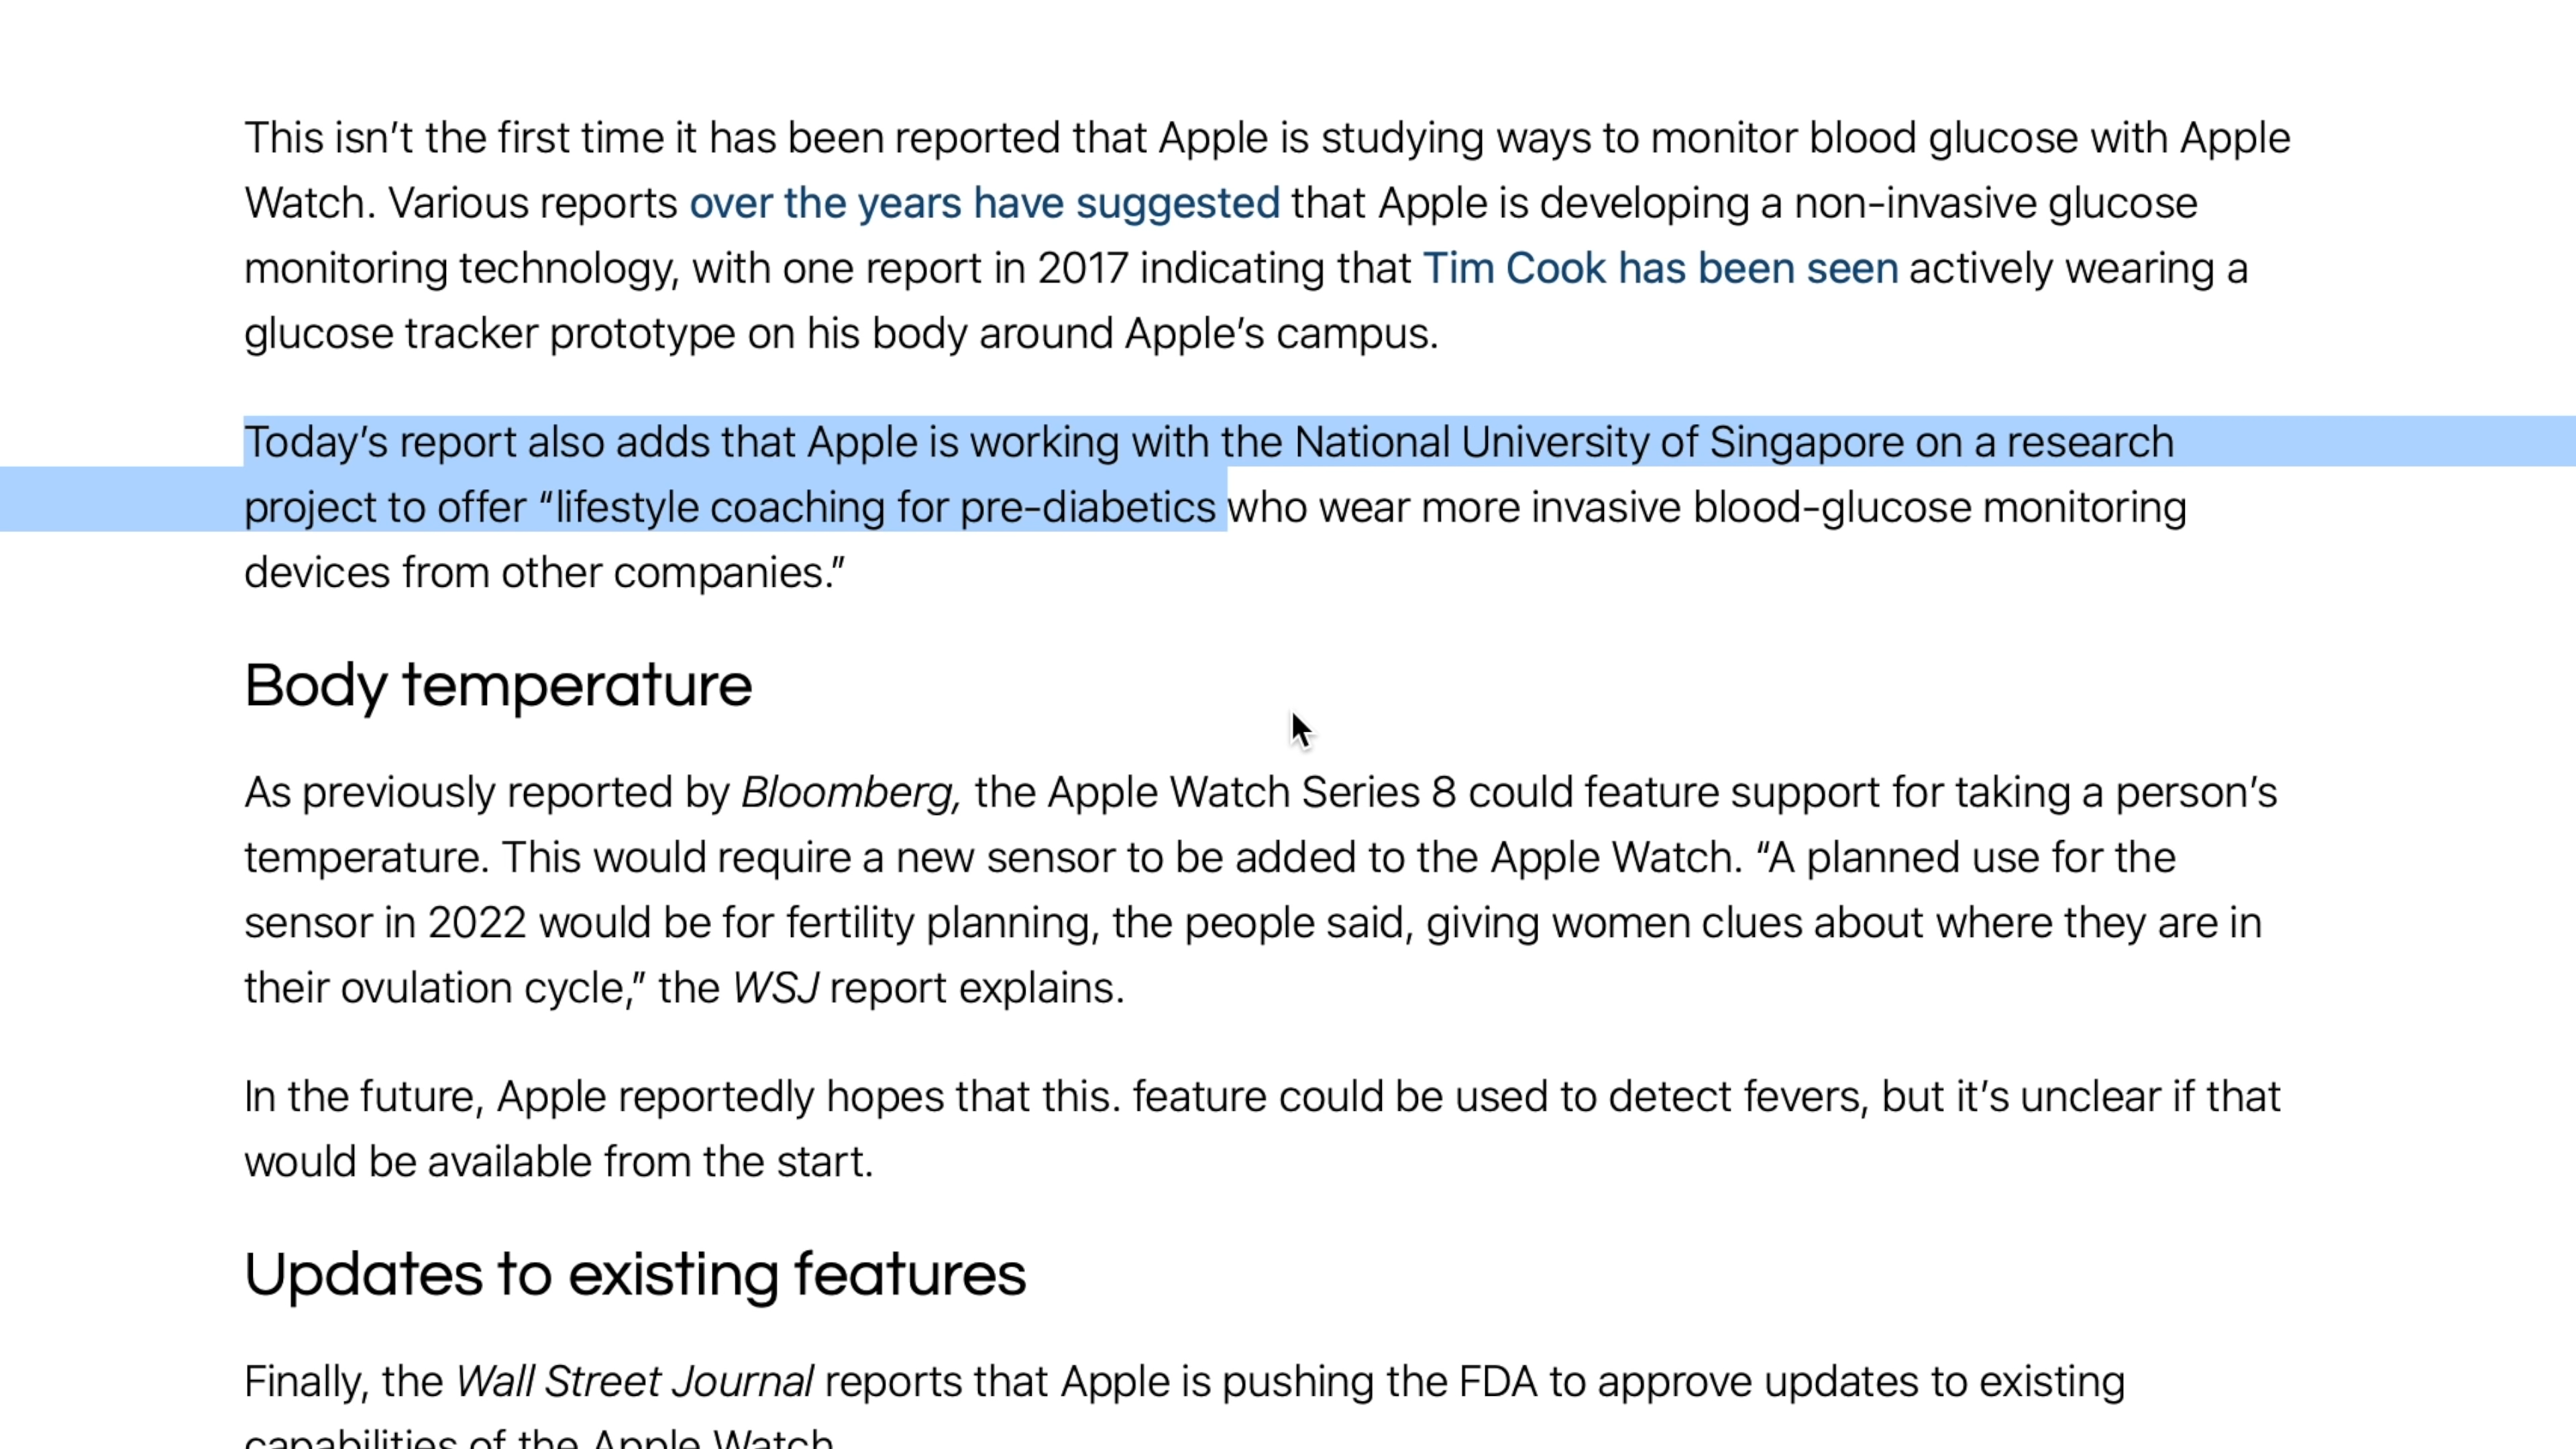 This isn’t the first time it has been reported that Apple is studying ways to monitor blood glucose with Apple
Watch. Various reports over the years have suggested that Apple is developing a non-invasive glucose
monitoring technology, with one report in 2017 indicating that Tim Cook has been seen actively wearing a
glucose tracker prototype on his body around Apple’s campus.
Today’s report also adds that Apple is working with the National University of Singapore on a research
project to offer “lifestyle coaching for pre-diabetics who wear more invasive blood-glucose monitoring
devices from other companies.”
Body temperature
As previously reported by Bloomberg, the Apple Watch Series 8 could feature support for taking a person’s
temperature. This would require a new sensor to be added to the Apple Watch. “A planned use for the
sensor in 2022 would be for fertility planning, the people said, giving women clues about where they are in
their ovulation cycle,” the WSJ report explains.
In the future, Apple reportedly hopes that this. feature could be used to detect fevers, but it’s unclear if that
would be available from the start.
Updates to existing features
Finally, the Wall Street Journal reports that Apple is pushing the FDA to approve updates to existing
capabilities of the Apple Watch